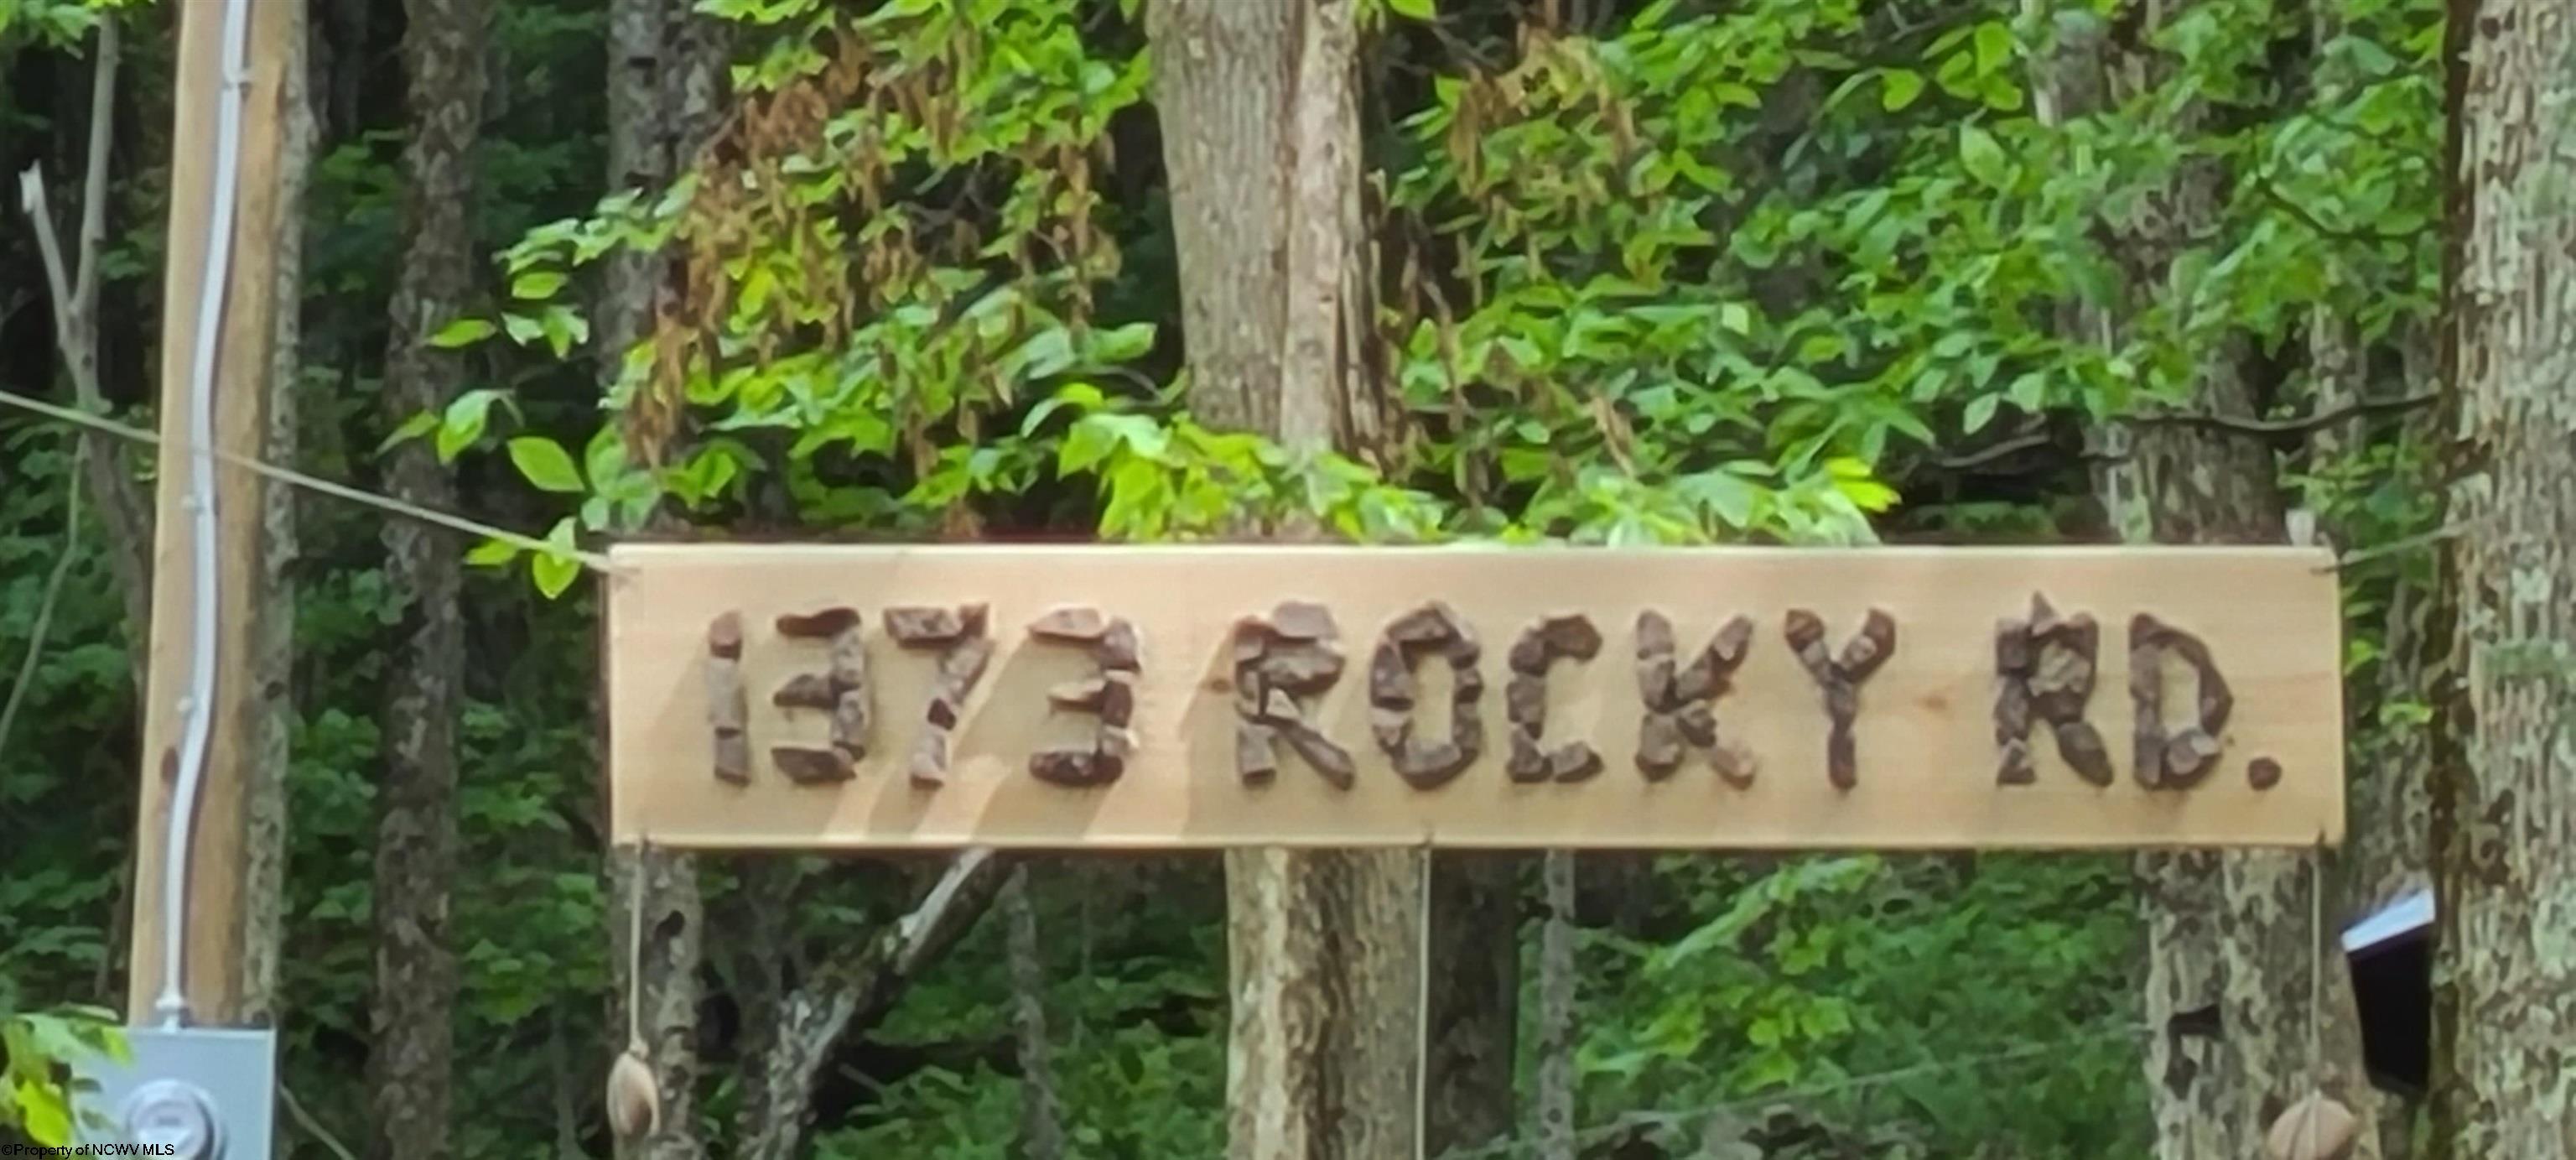 1373 ROCKY RD.
©Property of NCWV MLS